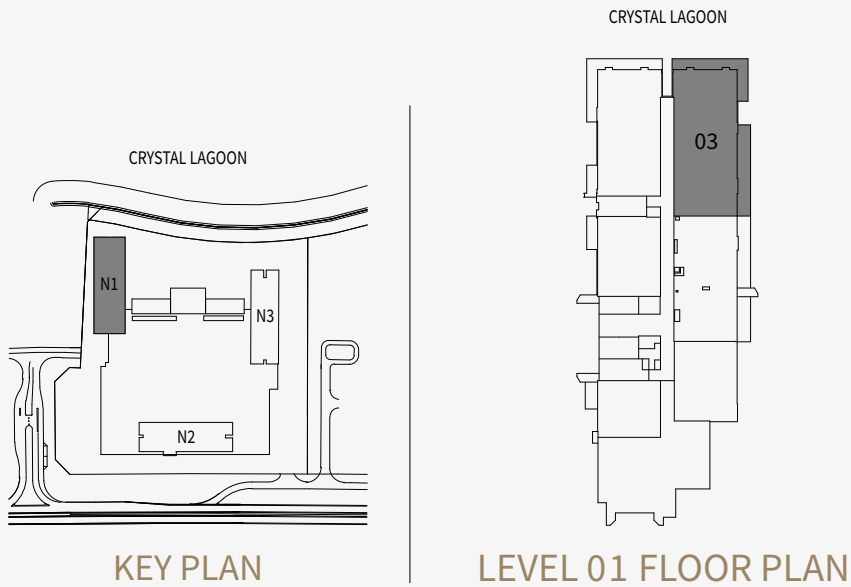 CRYSTAL LAGOON
N1
N3
N2
KEY PLAN
CRYSTAL LAGOON
03
LEVEL 01 FLOOR PLAN